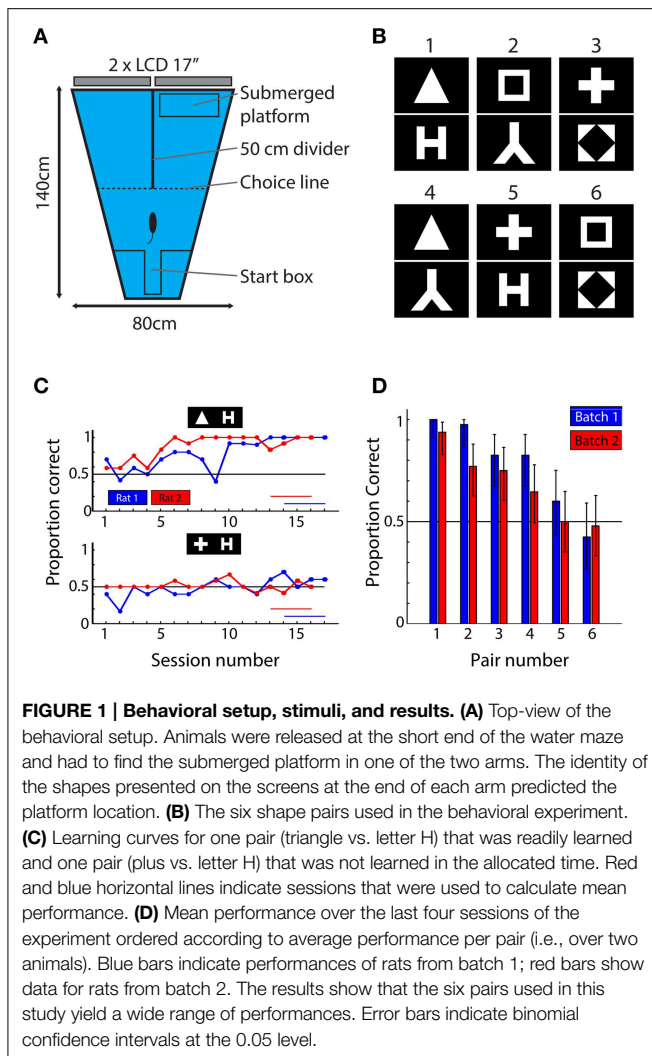 A
2 x LCD 17”
Submerged
platform
50 cm divider
Choice line
Start box
140cm
80cm
B
1 2 3
H
4 5 6
H
C
H
Proportion correct
1
0.5
0
Rat 1 Rat 2
1 5 10 15
H
1
0.5
0
1 5 10 15
Session number
D
Batch 1
Batch 2
Proportion Correct
1
0.5
0
1 2 3 4 5 6
Pair number
FIGURE 1 | Behavioral setup, stimuli, and results. (A) Top-view of the
behavioral setup. Animals were released at the short end of the water maze
and had to find the submerged platform in one of the two arms. The identity of
the shapes presented on the screens at the end of each arm predicted the
platform location. (B) The six shape pairs used in the behavioral experiment.
(C) Learning curves for one pair (triangle vs. letter H) that was readily learned
and one pair (plus vs. letter H) that was not learned in the allocated time. Red
and blue horizontal lines indicate sessions that were used to calculate mean
performance. (D) Mean performance over the last four sessions of the
experiment ordered according to average performance per pair (i.e., over two
animals). Blue bars indicate performances of rats from batch 1; red bars show
data for rats from batch 2. The results show that the six pairs used in this
study yield a wide range of performances. Error bars indicate binomial
confidence intervals at the 0.05 level.